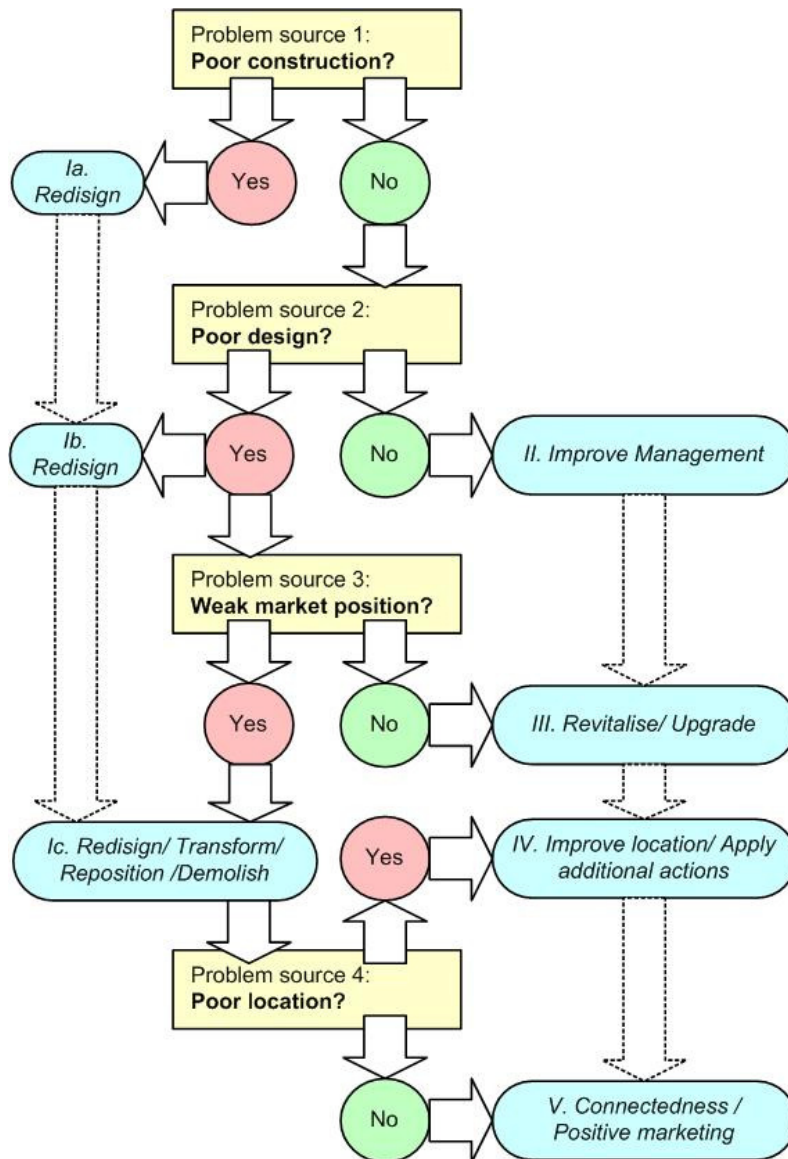 Problem source 1:
Poor construction?
Ia.
Redisign
Yes
No
Problem source 2:
Poor design?
Ib.
Redisign
Yes
No
II. Improve Management
Problem source 3:
Weak market position?
Yes
No
III. Revitalise/ Upgrade
Ic. Redisign/ Transform/
Reposition /Demolish
Yes
IV. Improve location/ Apply
additional actions
Problem source 4:
Poor location?
No
V. Connectedness /
Positive marketing